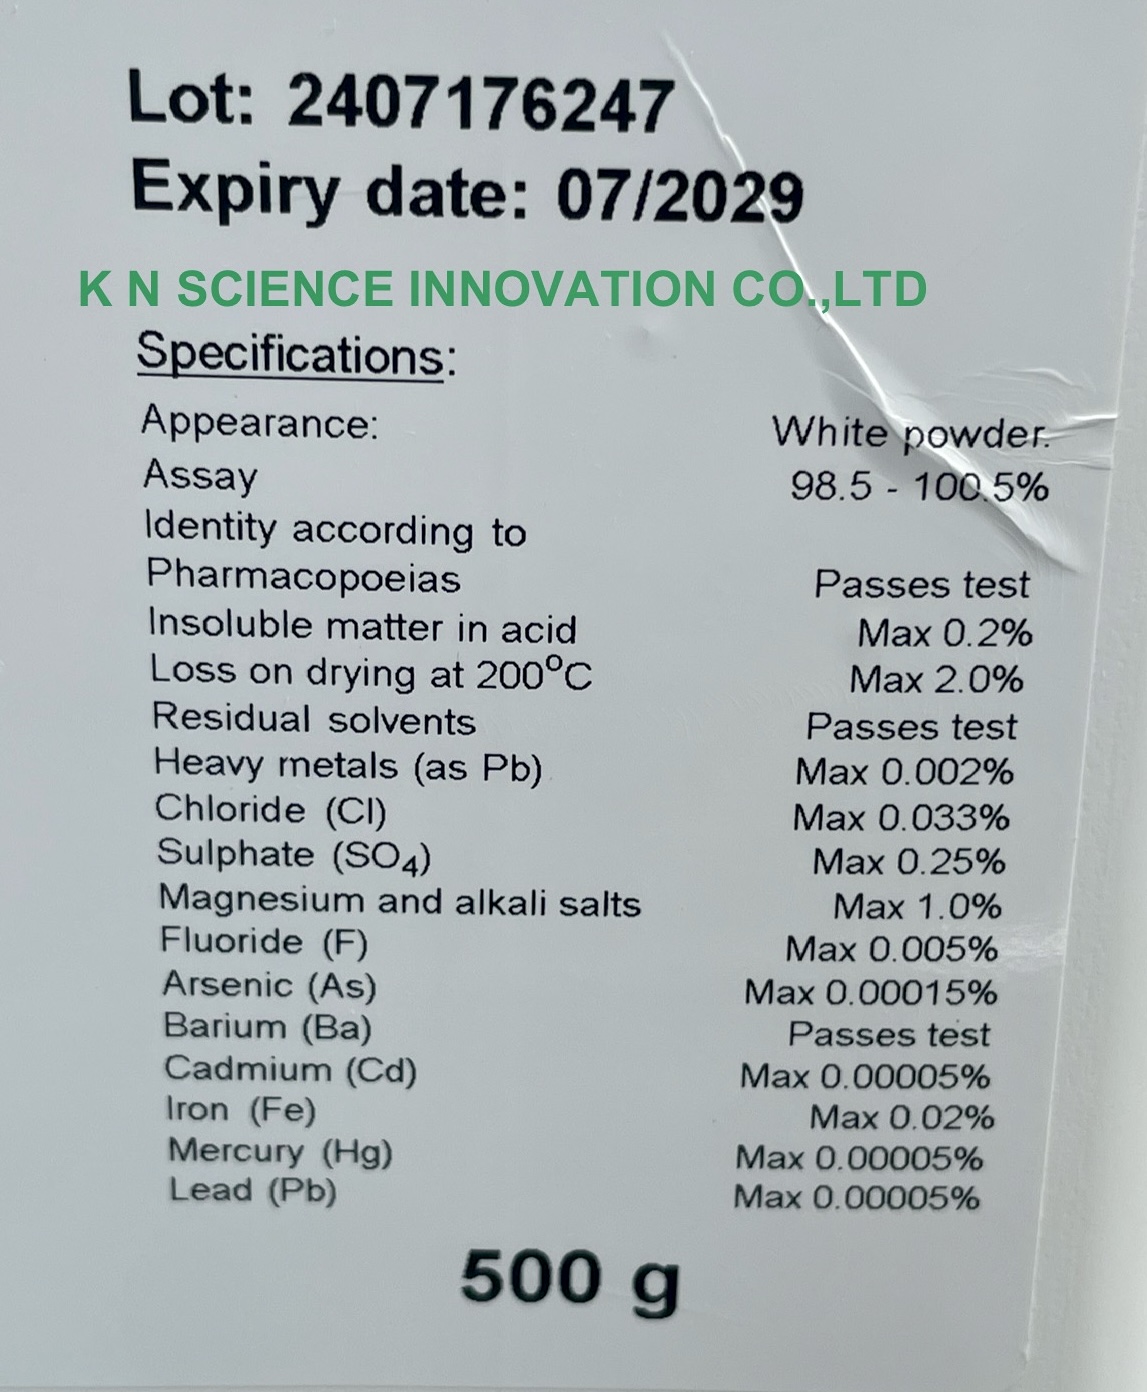 Lot: 2407176247
Expiry date: 07/2029
K N SCIENCE INNOVATION CO.,LTD
Specifications:
Appearance: White powder.
Assay 98.5 - 100.5%
Identity according to
Pharmacopoeias Passes test
Insoluble matter in acid Max 0.2%
Loss on drying at 200°C Max 2.0%
Residual solvents Passes test
Heavy metals (as Pb) Max 0.002%
Chloride (Cl) Max 0.033%
Sulphate (SO₄) Max 0.25%
Magnesium and alkali salts Max 1.0%
Fluoride (F) Max 0.005%
Arsenic (As) Max 0.00015%
Barium (Ba) Passes test
Cadmium (Cd) Max 0.00005%
Iron (Fe) Max 0.02%
Mercury (Hg) Max 0.00005%
Lead (Pb) Max 0.00005%
500 g